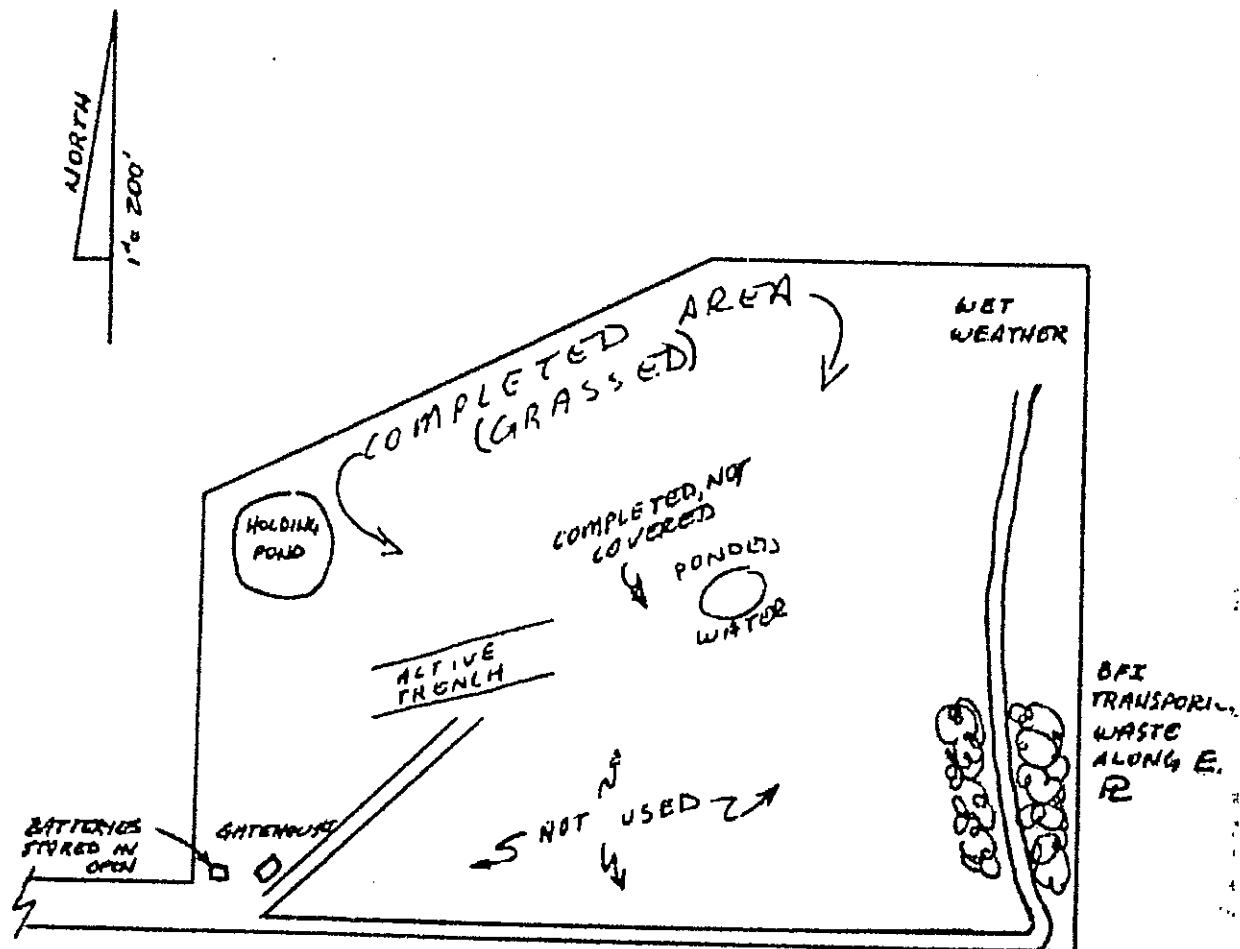 NORTH
1" = 200'
COMPLETED AREA
(GRASSED)
WET
WEATHER
HOLDING
POND
COMPLETED, NOT
COVERED
PONDED
WATER
ACTIVE
TRENCH
BFI
WASTE
ALONG E.
PL
NOT USED
BATTERIES
STORED IN
OPEN
GATEHOUSE